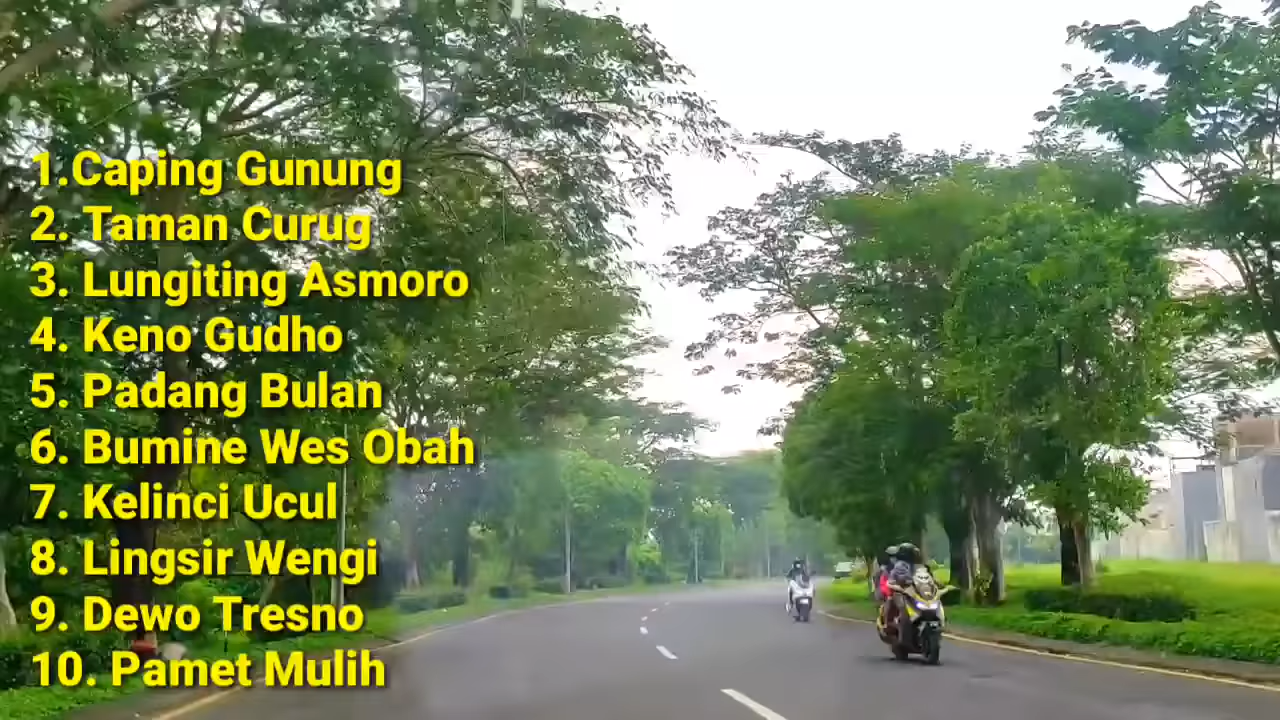 1.Caping Gunung
2. Taman Curug
3. Lungiting Asmoro
4. Keno Gudho
5. Padang Bulan
6. Bumine Wes Obah
7. Kelinci Ucul
8. Lingsir Wengi
9. Dewo Tresno
10. Pamet Mulih